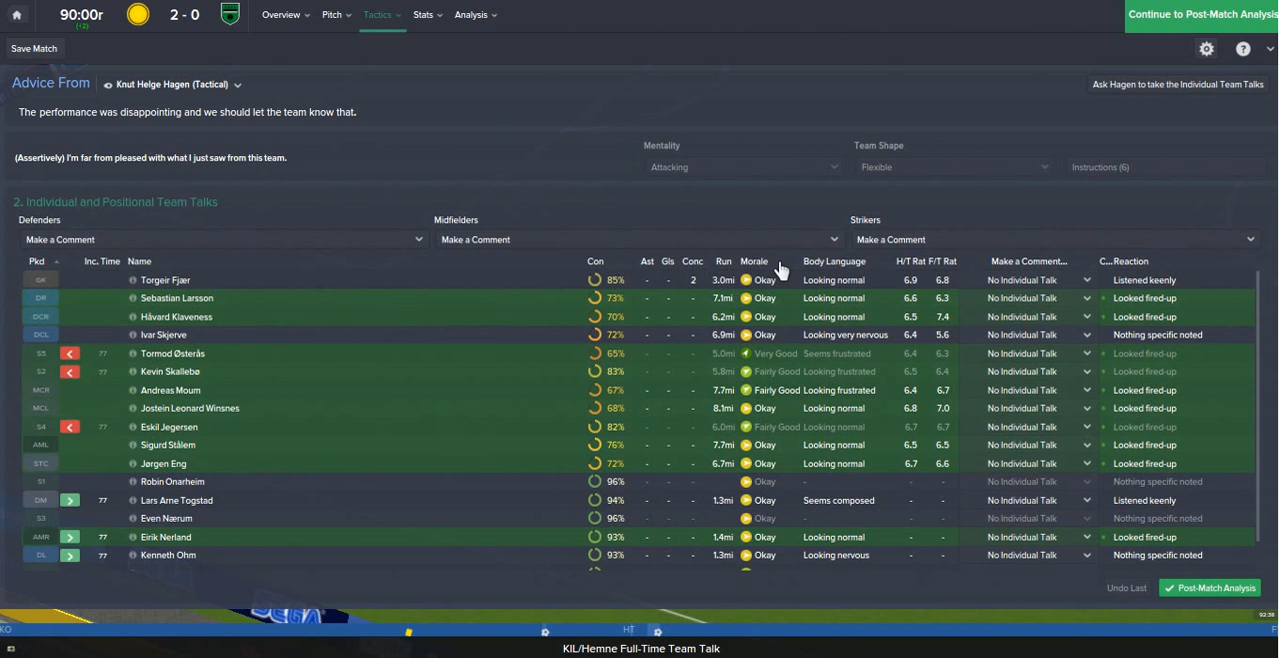 90:00r 2 - 0 Overview Pitch Tactics Stats Analysis Continue to Post-Match Analysis
(+2)
Save Match ?
Advice From Knut Helge Hagen (Tactical) Ask Hagen to take the Individual Team Talks
The performance was disappointing and we should let the team know that.
Mentality Team Shape
(Assertively) I'm far from pleased with what I just saw from this team.
Attacking Flexible Instructions (6)
2. Individual and Positional Team Talks
Defenders Midfielders Strikers
Make a Comment Make a Comment Make a Comment
Pkd Inc. Time Name Con Ast Gls Conc Run Morale Body Language H/T Rat F/T Rat Make a Comment... C... Reaction
GK Torgeir Fjær 85% - - 2 3.0mi Okay Looking normal 6.9 6.8 No Individual Talk Listened keenly
DR Sebastian Larsson 73% - - - 7.1mi Okay Looking normal 6.6 6.3 No Individual Talk Looked fired-up
DCR Håvard Klaveness 70% - - - 6.2mi Okay Looking normal 6.5 7.4 No Individual Talk Looked fired-up
DCL Ivar Skjerve 72% - - - 6.9mi Okay Looking very nervous 6.4 5.6 No Individual Talk Nothing specific noted
S5 77 Tormod Østerås 65% - - - 5.0mi Very Good Seems frustrated 6.4 6.3 No Individual Talk Looked fired-up
S2 77 Kevin Skallebø 83% - - - 5.8mi Fairly Good Looking frustrated 6.5 6.4 No Individual Talk Looked fired-up
MCR Andreas Moum 67% - - - 7.7mi Fairly Good Looking frustrated 6.4 6.7 No Individual Talk Looked fired-up
MCL Jostein Leonard Winsnes 68% - - - 8.1mi Okay Looking normal 6.8 7.0 No Individual Talk Looked fired-up
S4 77 Eskil Jegersen 82% - - - 6.0mi Fairly Good Looking normal 6.7 6.7 No Individual Talk Looked fired-up
AML Sigurd Stålem 76% - - - 7.7mi Okay Looking normal 6.5 6.5 No Individual Talk Looked fired-up
STC Jørgen Eng 72% - - - 6.7mi Okay Looking normal 6.7 6.6 No Individual Talk Looked fired-up
S1 Robin Onarheim 96% - - - - Okay - - - No Individual Talk Nothing specific noted
DM 77 Lars Arne Togstad 94% - - - 1.3mi Okay Seems composed - - No Individual Talk Listened keenly
S3 Even Nærum 96% - - - - Okay - - - No Individual Talk Nothing specific noted
AMR 77 Eirik Nerland 93% - - - 1.4mi Okay Looking normal - - No Individual Talk Looked fired-up
DL 77 Kenneth Ohm 93% - - - 1.3mi Okay Looking nervous - - No Individual Talk Nothing specific noted
Undo Last Post-Match Analysis
SEGA 92:38
KO HT F
KIL/Hemne Full-Time Team Talk